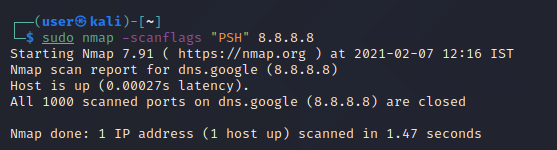 ┌──(user㉿kali)-[~]
└─$ sudo nmap -scanflags "PSH" 8.8.8.8
Starting Nmap 7.91 ( https://nmap.org ) at 2021-02-07 12:16 IST
Nmap scan report for dns.google (8.8.8.8)
Host is up (0.00027s latency).
All 1000 scanned ports on dns.google (8.8.8.8) are closed

Nmap done: 1 IP address (1 host up) scanned in 1.47 seconds